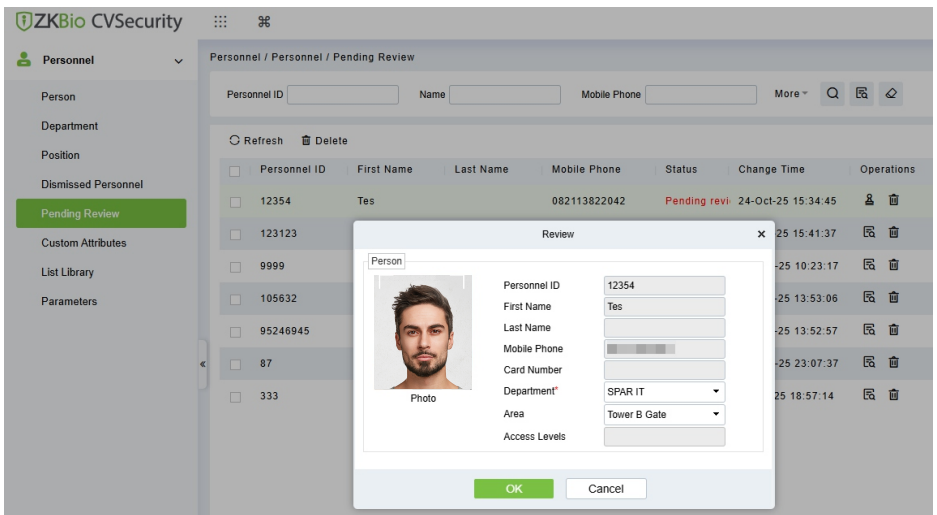 ZKBio CVSecurity
Personnel
Person
Department
Position
Dismissed Personnel
Pending Review
Custom Attributes
List Library
Parameters
Personnel / Personnel / Pending Review
Personnel ID Name Mobile Phone More
Refresh Delete
Personnel ID First Name Last Name Mobile Phone Status Change Time Operations
12354 Tes 082113822042 Pending revi 24-Oct-25 15:34:45
123123 25 15:41:37
9999 -25 10:23:17
105632 -25 13:53:06
95246945 -25 13:52:57
87 -25 23:07:37
333 25 18:57:14
Review
Person
Photo
Personnel ID 12354
First Name Tes
Last Name
Mobile Phone
Card Number
Department* SPAR IT
Area Tower B Gate
Access Levels
OK Cancel